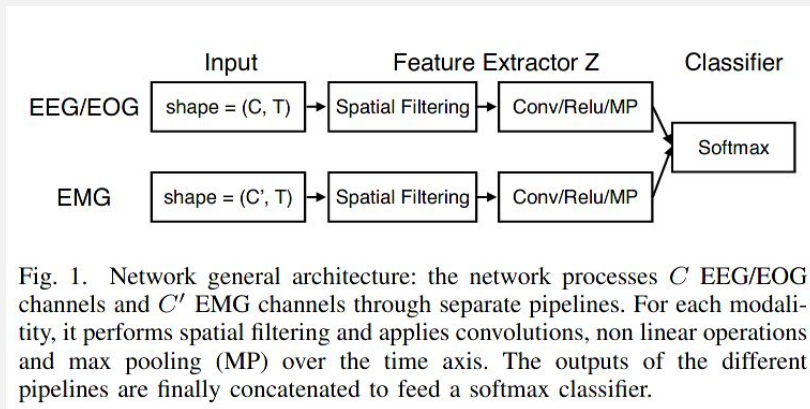 Input Feature Extractor Z Classifier
EEG/EOG shape = (C, T) Spatial Filtering Conv/Relu/MP
Softmax
EMG shape = (C', T) Spatial Filtering Conv/Relu/MP
Fig. 1. Network general architecture: the network processes C EEG/EOG
channels and C' EMG channels through separate pipelines. For each modali-
ty, it performs spatial filtering and applies convolutions, non linear operations
and max pooling (MP) over the time axis. The outputs of the different
pipelines are finally concatenated to feed a softmax classifier.